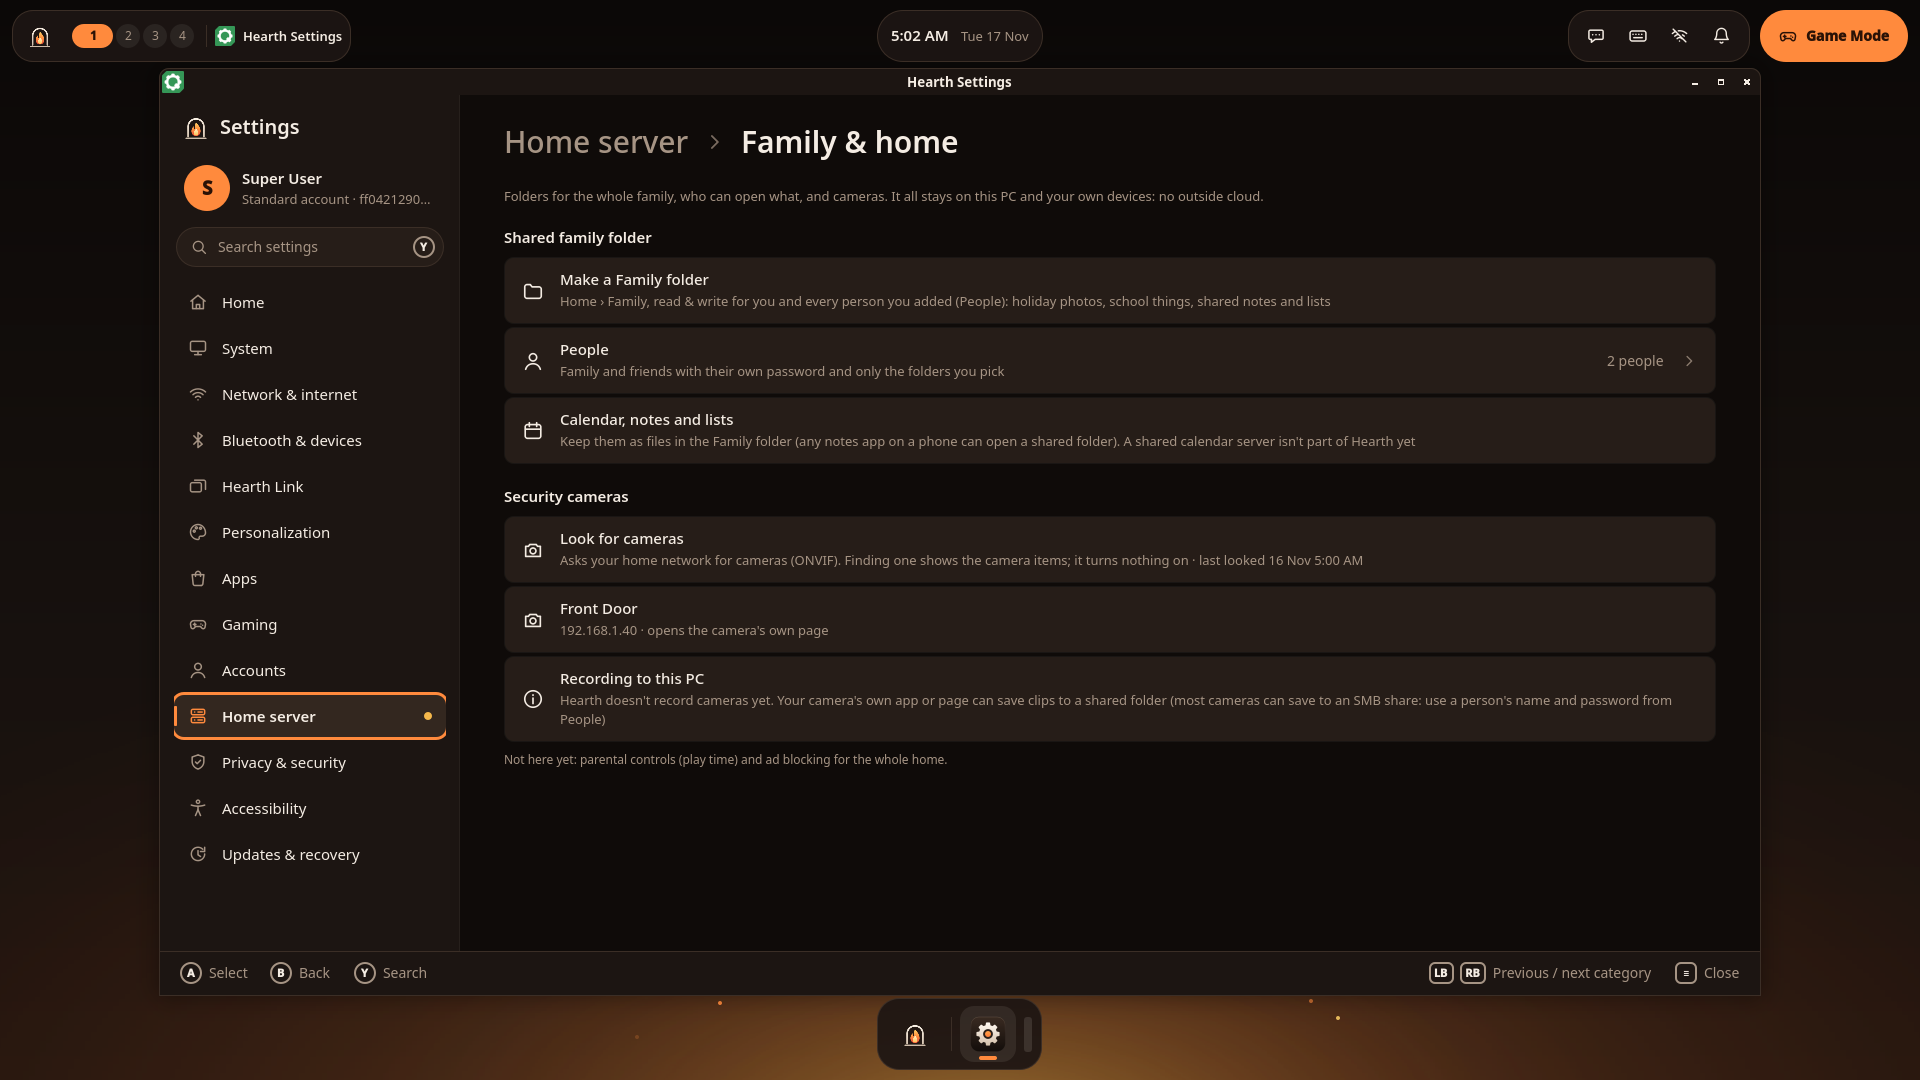 1 2 3 4 Hearth Settings
5:02 AM Tue 17 Nov
Game Mode
Hearth Settings
Settings
S
Super User
Standard account · ff0421290...
Search settings Y
Home
System
Network & internet
Bluetooth & devices
Hearth Link
Personalization
Apps
Gaming
Accounts
Home server
Privacy & security
Accessibility
Updates & recovery
Home server > Family & home
Folders for the whole family, who can open what, and cameras. It all stays on this PC and your own devices: no outside cloud.
Shared family folder
Make a Family folder
Home › Family, read & write for you and every person you added (People): holiday photos, school things, shared notes and lists
People
Family and friends with their own password and only the folders you pick
2 people
Calendar, notes and lists
Keep them as files in the Family folder (any notes app on a phone can open a shared folder). A shared calendar server isn't part of Hearth yet
Security cameras
Look for cameras
Asks your home network for cameras (ONVIF). Finding one shows the camera items; it turns nothing on · last looked 16 Nov 5:00 AM
Front Door
192.168.1.40 · opens the camera's own page
Recording to this PC
Hearth doesn't record cameras yet. Your camera's own app or page can save clips to a shared folder (most cameras can save to an SMB share: use a person's name and password from
People)
Not here yet: parental controls (play time) and ad blocking for the whole home.
A Select B Back Y Search
LB RB Previous / next category ≡ Close